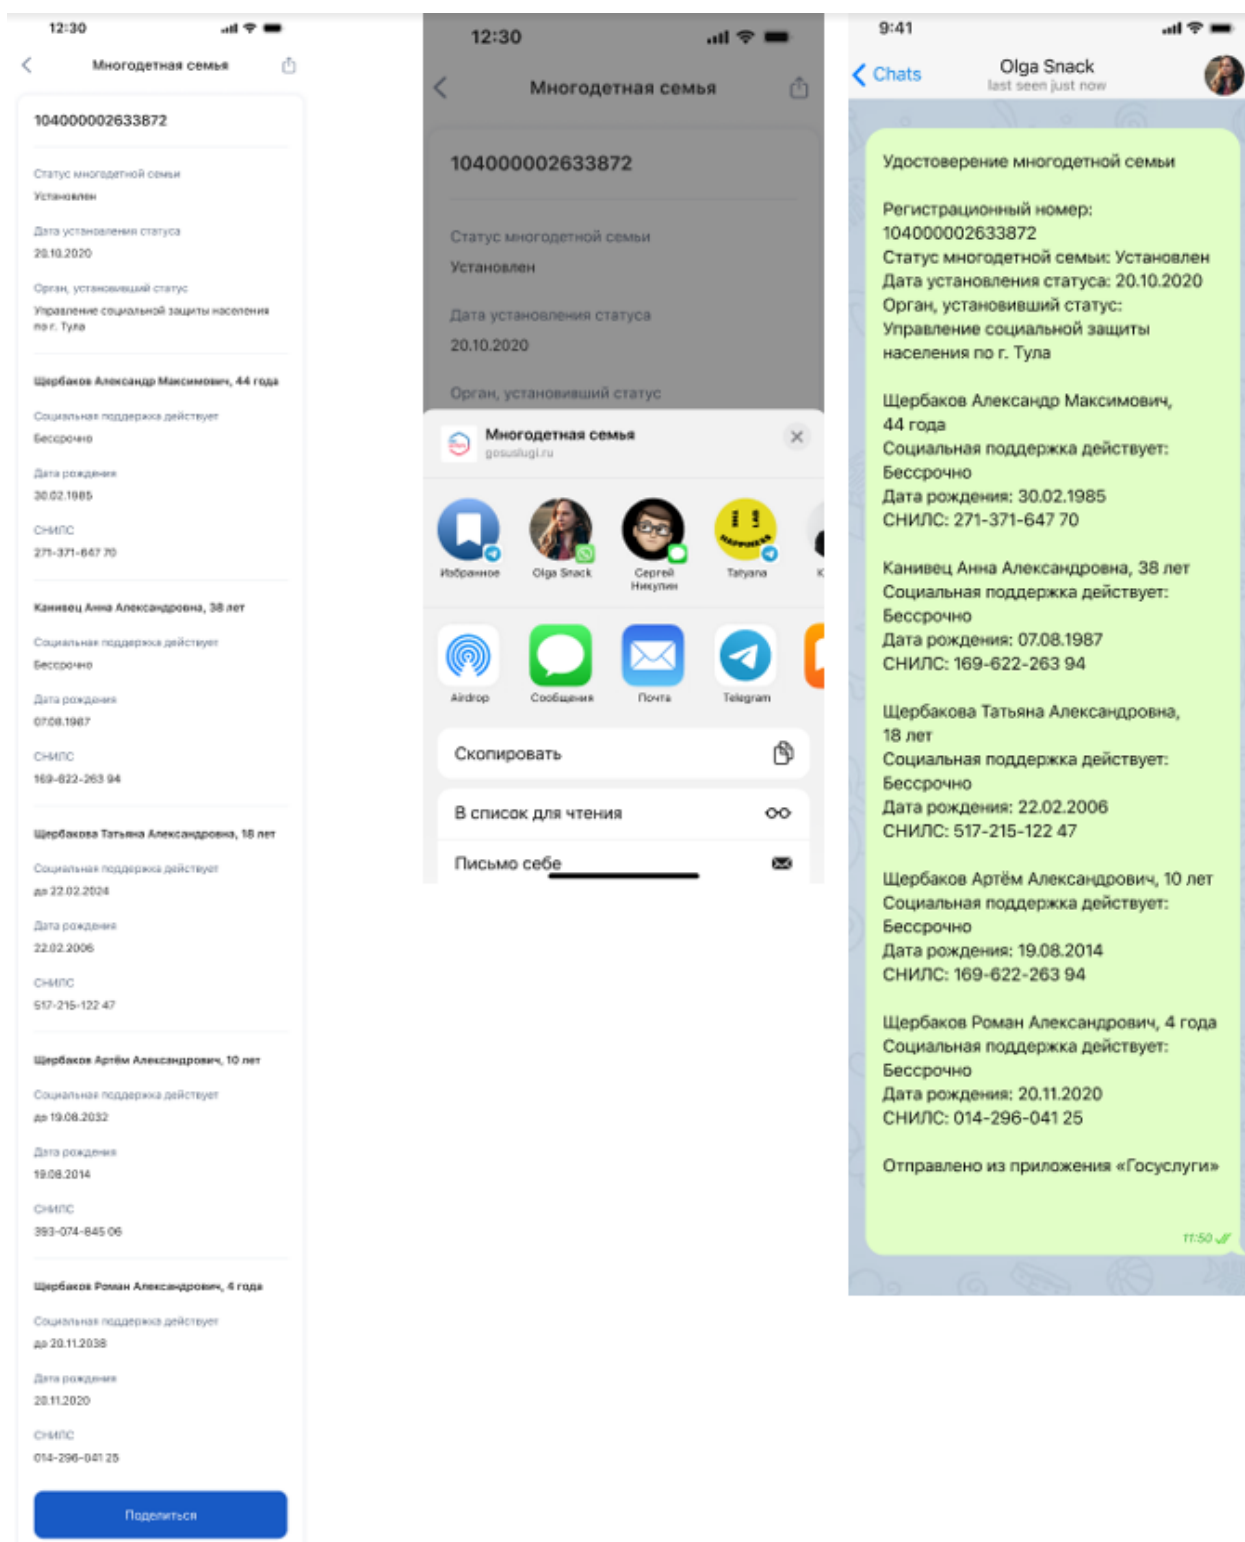 12:30
Многодетная семья
104000002633872
Статус многодетной семьи
Установлен
Дата установления статуса
20.10.2020
Орган, установивший статус
Управление социальной защиты населения
по г. Тула
Щербаков Александр Максимович, 44 года
Социальная поддержка действует
Бессрочно
Дата рождения
30.02.1985
СНИЛС
271-371-647 70
Канивец Анна Александровна, 38 лет
Социальная поддержка действует
Бессрочно
Дата рождения
07.08.1987
СНИЛС
169-622-263 94
Щербакова Татьяна Александровна, 18 лет
Социальная поддержка действует
до 22.02.2024
Дата рождения
22.02.2006
СНИЛС
517-215-122 47
Щербаков Артём Александрович, 10 лет
Социальная поддержка действует
до 19.08.2032
Дата рождения
19.08.2014
СНИЛС
393-074-845 06
Щербаков Роман Александрович, 4 года
Социальная поддержка действует
до 20.11.2038
Дата рождения
20.11.2020
СНИЛС
014-296-041 25
Поделиться
12:30
Многодетная семья
104000002633872
Статус многодетной семьи
Установлен
Дата установления статуса
20.10.2020
Орган, установивший статус
Многодетная семья
gosuslugi.ru
HAPPINESS
Избранное
Olga Snack
Сергей
Никулин
Tatyana
К
Airdrop
Сообщения
Почта
Telegram
Скопировать
В список для чтения
Письмо себе
9:41
Chats
Olga Snack
last seen just now
Удостоверение многодетной семьи
Регистрационный номер:
104000002633872
Статус многодетной семьи: Установлен
Дата установления статуса: 20.10.2020
Орган, установивший статус:
Управление социальной защиты
населения по г. Тула
Щербаков Александр Максимович,
44 года
Социальная поддержка действует:
Бессрочно
Дата рождения: 30.02.1985
СНИЛС: 271-371-647 70
Канивец Анна Александровна, 38 лет
Социальная поддержка действует:
Бессрочно
Дата рождения: 07.08.1987
СНИЛС: 169-622-263 94
Щербакова Татьяна Александровна,
18 лет
Социальная поддержка действует:
Бессрочно
Дата рождения: 22.02.2006
СНИЛС: 517-215-122 47
Щербаков Артём Александрович, 10 лет
Социальная поддержка действует:
Бессрочно
Дата рождения: 19.08.2014
СНИЛС: 169-622-263 94
Щербаков Роман Александрович, 4 года
Социальная поддержка действует:
Бессрочно
Дата рождения: 20.11.2020
СНИЛС: 014-296-041 25
Отправлено из приложения «Госуслуги»
11:50